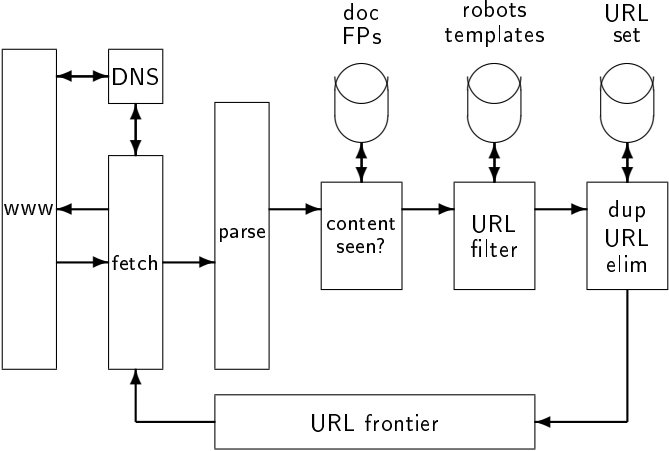 doc
FPs
robots
templates
URL
set
DNS
www
fetch
parse
content
seen?
URL
filter
dup
URL
elim
URL frontier